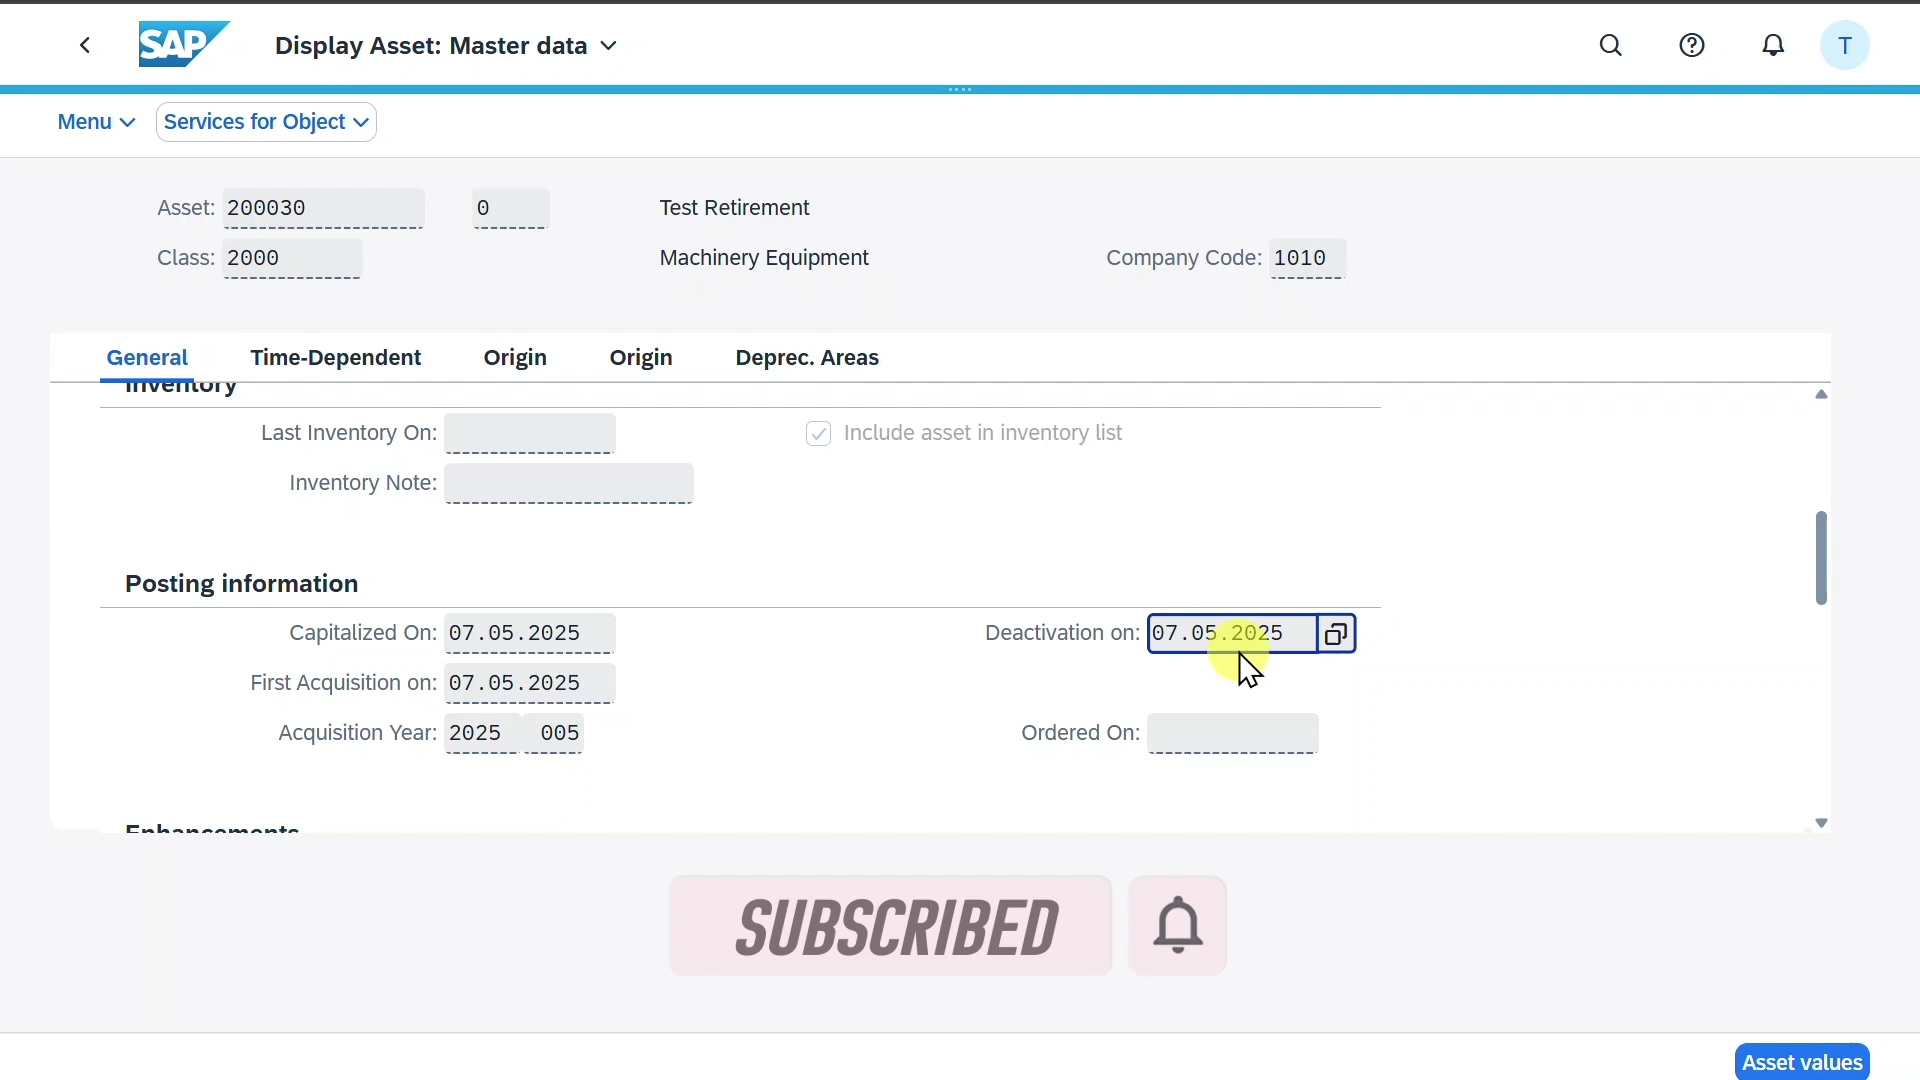 SAP Display Asset: Master data T
Menu Services for Object
Asset: 200030 0 Test Retirement
Class: 2000 Machinery Equipment Company Code: 1010
General Time-Dependent Origin Origin Deprec. Areas
Inventory
Last Inventory On: Include asset in inventory list
Inventory Note:
Posting information
Capitalized On: 07.05.2025 Deactivation on: 07.05.2025
First Acquisition on: 07.05.2025
Acquisition Year: 2025 005 Ordered On:
Enhancements
SUBSCRIBED
Asset values